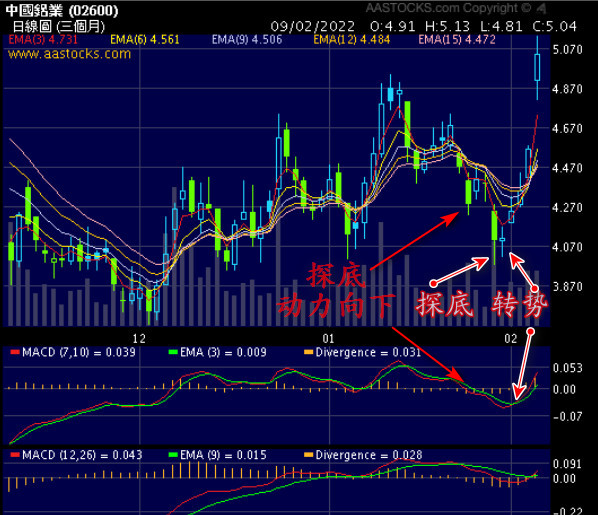 AASTOCKS.com Copyright ©
中國鋁業 (02600)
日線圖 (三個月)
09/02/2022 O:4.91 H:5.13 L:4.81 C:5.04
EMA(3) 4.731 EMA(6) 4.561 EMA(9) 4.506 EMA(12) 4.484 EMA(15) 4.472
www.aastocks.com
5.070
4.870
4.670
4.470
4.270
4.070
3.870
探底
动力向下
探底 转势
12 01 02
MACD (7,10) = 0.039 EMA (3) = 0.009 Divergence = 0.031
0.053
0.00
-0.07
MACD (12,26) = 0.043 EMA (9) = 0.015 Divergence = 0.028
0.091
0.00
-0.22